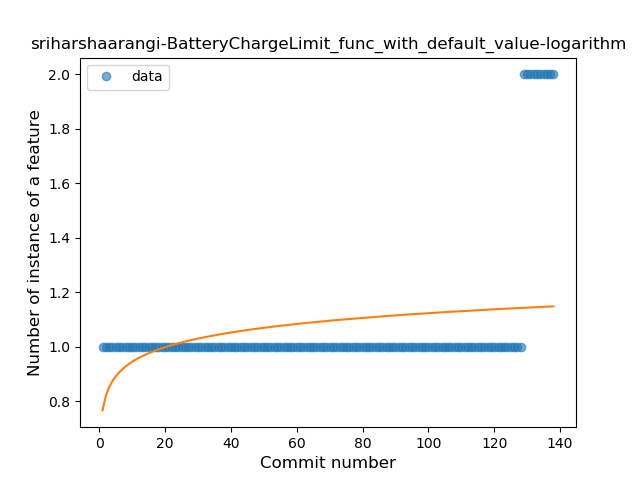 sriharshaarangi-BatteryChargeLimit_func_with_default_value-logarithm
data
Number of instance of a feature
2.0
1.8
1.6
1.4
1.2
1.0
0.8
0 20 40 60 80 100 120 140
Commit number